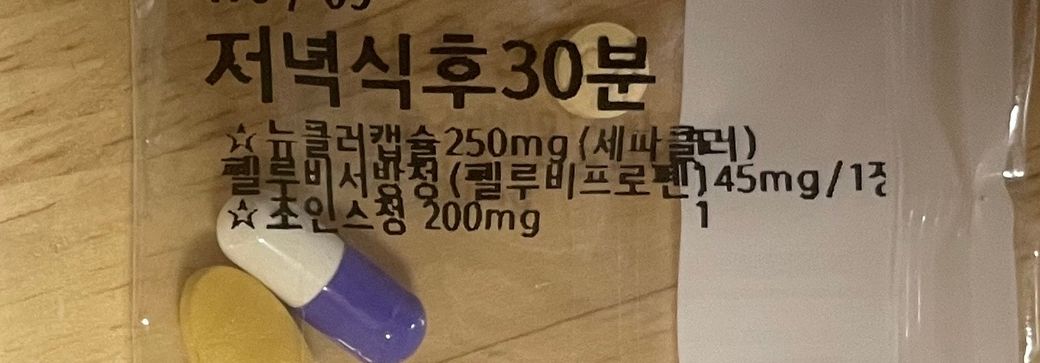 저녁식후30분
☆뉴클러캡슐250mg(세파클러) 1
펠루비서방정(펠루비프로펜)45mg/1정
☆초인스정 200mg 1